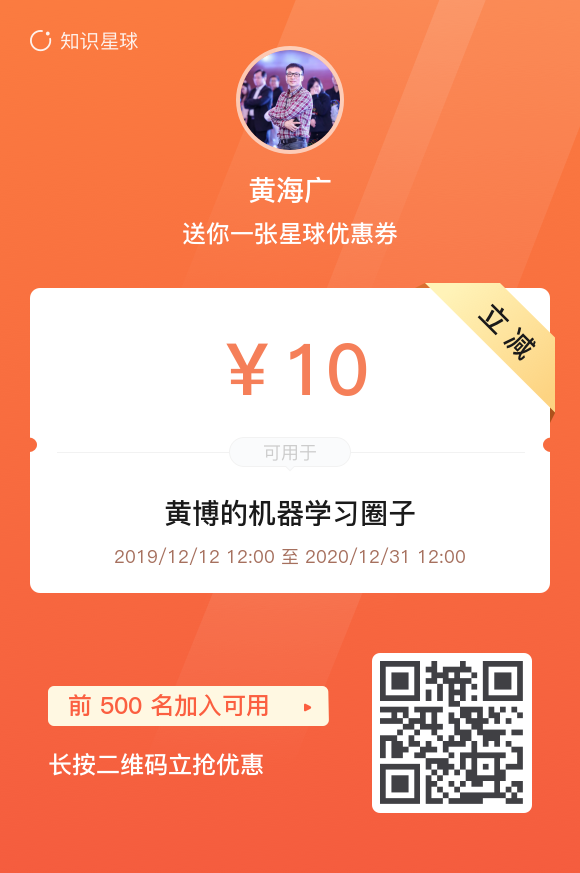 知识星球
黄海广
送你一张星球优惠券
立减
￥10
可用于
黄博的机器学习圈子
2019/12/12 12:00 至 2020/12/31 12:00
前 500 名加入可用
长按二维码立抢优惠